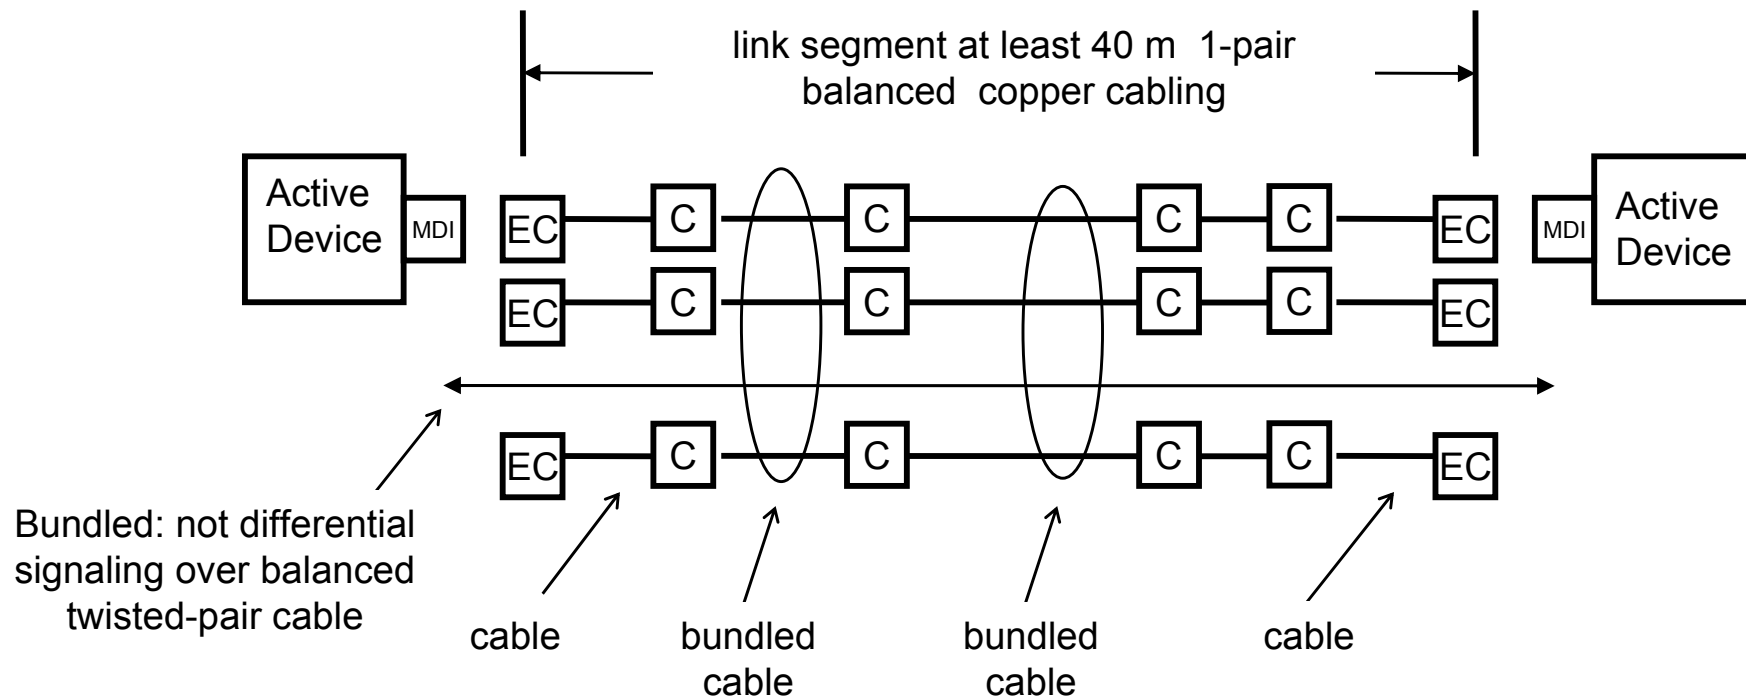 link segment at least 40 m 1-pair
balanced copper cabling
Active
Device
MDI
EC
C
C
C
C
EC
MDI
Active
Device
EC
C
C
C
C
EC
EC
C
C
C
C
EC
Bundled: not differential
signaling over balanced
twisted-pair cable
cable
bundled
cable
bundled
cable
cable